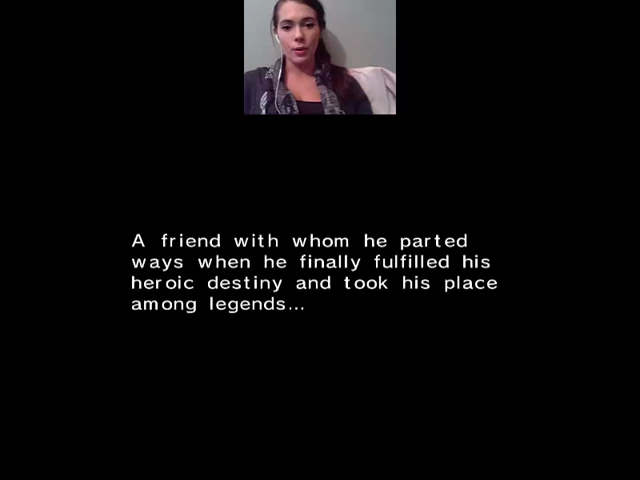 A friend with whom he parted
ways when he finally fulfilled his
heroic destiny and took his place
among legends...